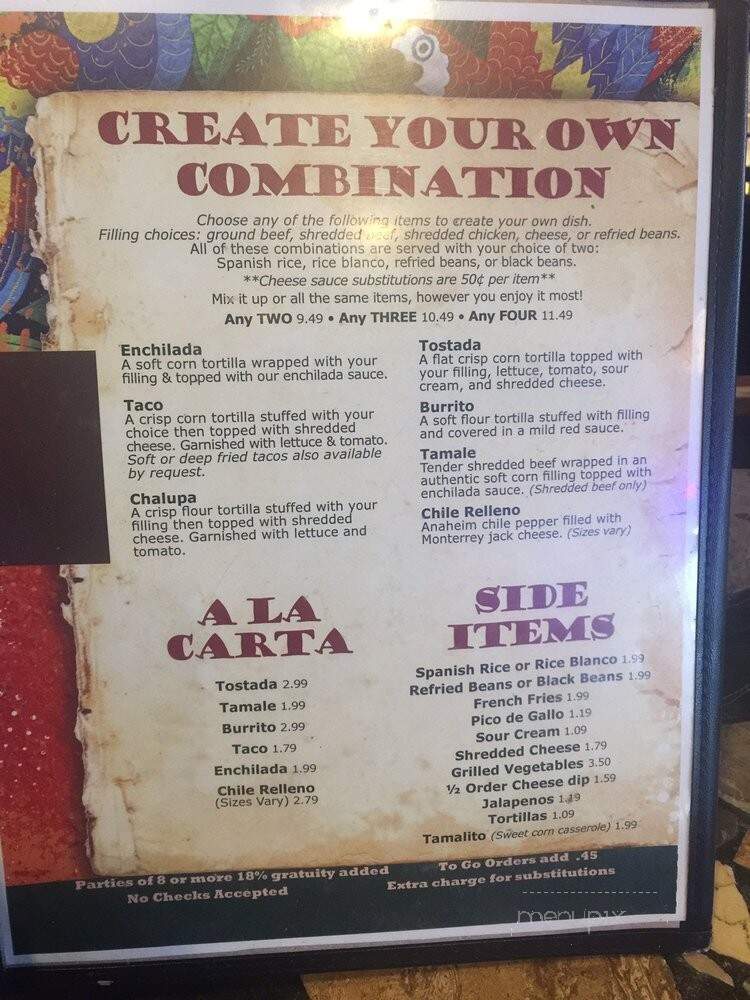 CREATE YOUR OWN
COMBINATION
Choose any of the following items to create your own dish.
Filling choices: ground beef, shredded beef, shredded chicken, cheese, or refried beans.
All of these combinations are served with your choice of two:
Spanish rice, rice blanco, refried beans, or black beans.
**Cheese sauce substitutions are 50¢ per item**
Mix it up or all the same items, however you enjoy it most!
Any TWO 9.49 • Any THREE 10.49 • Any FOUR 11.49
Enchilada
A soft corn tortilla wrapped with your
filling & topped with our enchilada sauce.
Taco
A crisp corn tortilla stuffed with your
choice then topped with shredded
cheese. Garnished with lettuce & tomato.
Soft or deep fried tacos also available
by request.
Chalupa
A crisp flour tortilla stuffed with your
filling then topped with shredded
cheese. Garnished with lettuce and
tomato.
Tostada
A flat crisp corn tortilla topped with
your filling, lettuce, tomato, sour
cream, and shredded cheese.
Burrito
A soft flour tortilla stuffed with filling
and covered in a mild red sauce.
Tamale
Tender shredded beef wrapped in an
authentic soft corn filling topped with
enchilada sauce. (Shredded beef only)
Chile Relleno
Anaheim chile pepper filled with
Monterrey jack cheese. (Sizes vary)
A LA
CARTA
Tostada 2.99
Tamale 1.99
Burrito 2.99
Taco 1.79
Enchilada 1.99
Chile Relleno
(Sizes Vary) 2.79
SIDE
ITEMS
Spanish Rice or Rice Blanco 1.99
Refried Beans or Black Beans 1.99
French Fries 1.99
Pico de Gallo 1.19
Sour Cream 1.09
Shredded Cheese 1.79
Grilled Vegetables 3.50
½ Order Cheese dip 1.59
Jalapenos 1.19
Tortillas 1.09
Tamalito (Sweet corn casserole) 1.99
Parties of 8 or more 18% gratuity added
No Checks Accepted
To Go Orders add .45
Extra charge for substitutions
menupix